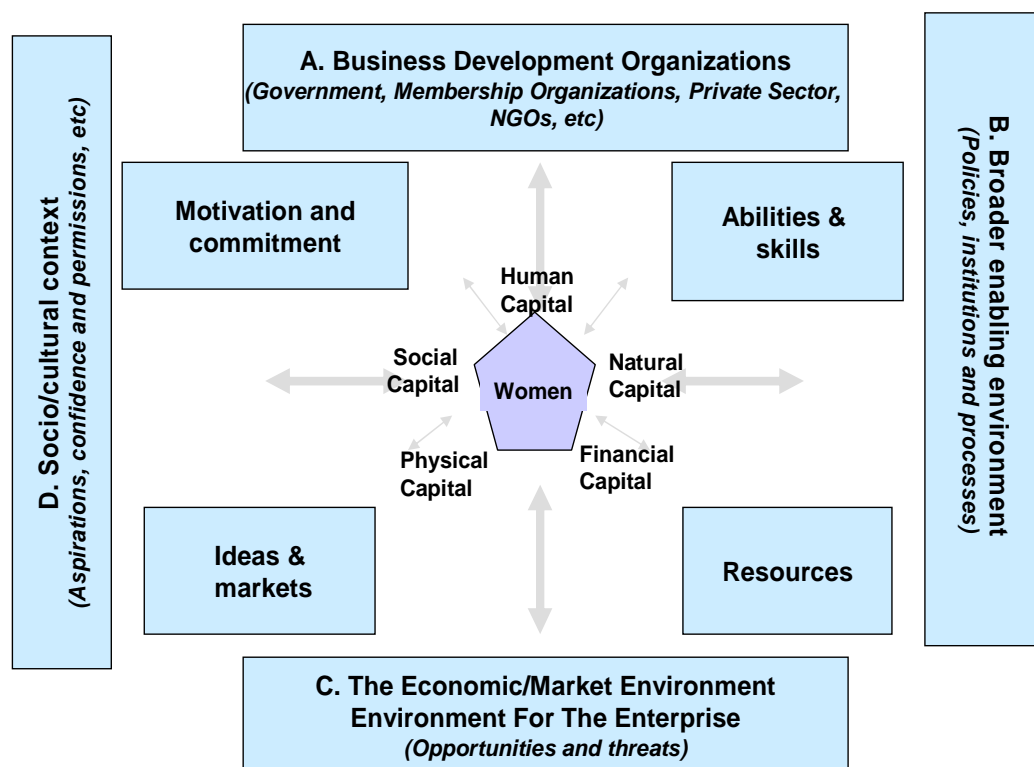 A. Business Development Organizations
(Government, Membership Organizations, Private Sector,
NGOs, etc)
D. Socio/cultural context
(Aspirations, confidence and permissions, etc)
B. Broader enabling environment
(Policies, institutions and processes)
Motivation and
commitment
Abilities &
skills
Human
Capital
Social
Capital
Women
Natural
Capital
Physical
Capital
Financial
Capital
Ideas &
markets
Resources
C. The Economic/Market Environment
Environment For The Enterprise
(Opportunities and threats)